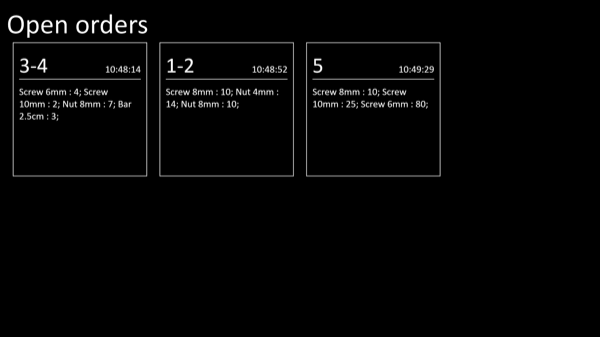 Open orders
3-4 10:48:14
Screw 6mm : 4; Screw
10mm : 2; Nut 8mm : 7; Bar
2.5cm : 3;
1-2 10:48:52
Screw 8mm : 10; Nut 4mm :
14; Nut 8mm : 10;
5 10:49:29
Screw 8mm : 10; Screw
10mm : 25; Screw 6mm : 80;